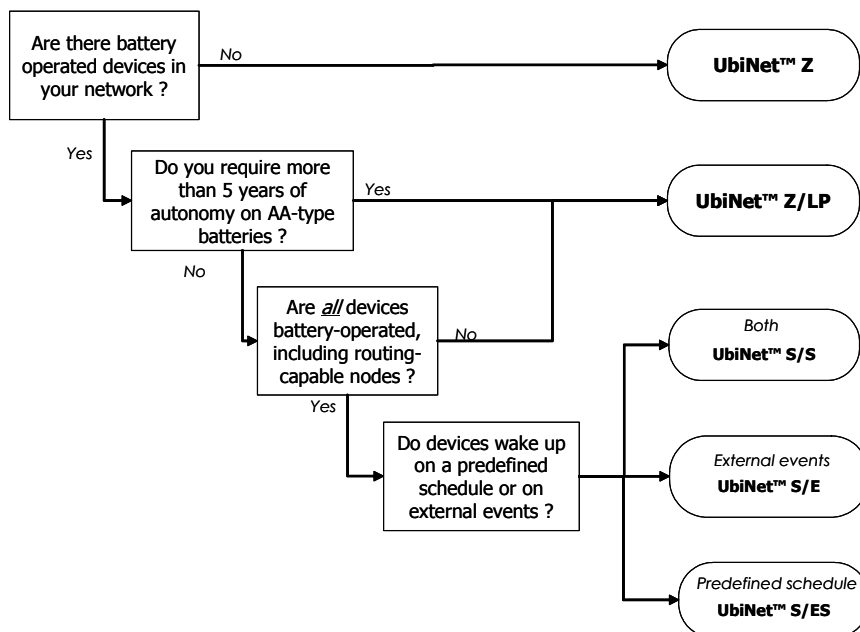 Are there battery
operated devices in
your network ?
No
UbiNet™ Z
Yes
Do you require more
than 5 years of
autonomy on AA-type
batteries ?
Yes
UbiNet™ Z/LP
No
Are all devices
battery-operated,
including routing-
capable nodes ?
No
Both
UbiNet™ S/S
Yes
Do devices wake up
on a predefined
schedule or on
external events ?
External events
UbiNet™ S/E
Predefined schedule
UbiNet™ S/ES